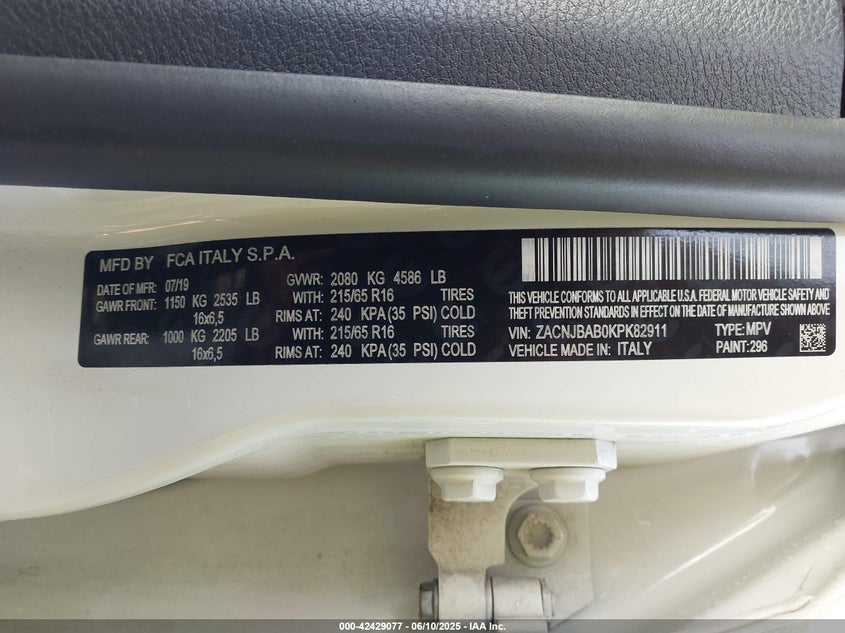 MFD BY FCA ITALY S.P.A.
DATE OF MFR: 07/19 GVWR: 2080 KG 4586 LB
GAWR FRONT: 1150 KG 2535 LB WITH: 215/65 R16 TIRES
16x6,5 RIMS AT: 240 KPA(35 PSI) COLD
GAWR REAR: 1000 KG 2205 LB WITH: 215/65 R16 TIRES
16x6,5 RIMS AT: 240 KPA(35 PSI) COLD
THIS VEHICLE CONFORMS TO ALL APPLICABLE U.S.A. FEDERAL MOTOR VEHICLE SAFETY AND
THEFT PREVENTION STANDARDS IN EFFECT ON THE DATE OF MANUFACTURE SHOWN ABOVE
VIN: ZACNJBAB0KPK82911 TYPE: MPV
VEHICLE MADE IN: ITALY PAINT: 296
000-42429077 - 06/10/2025 - IAA Inc.